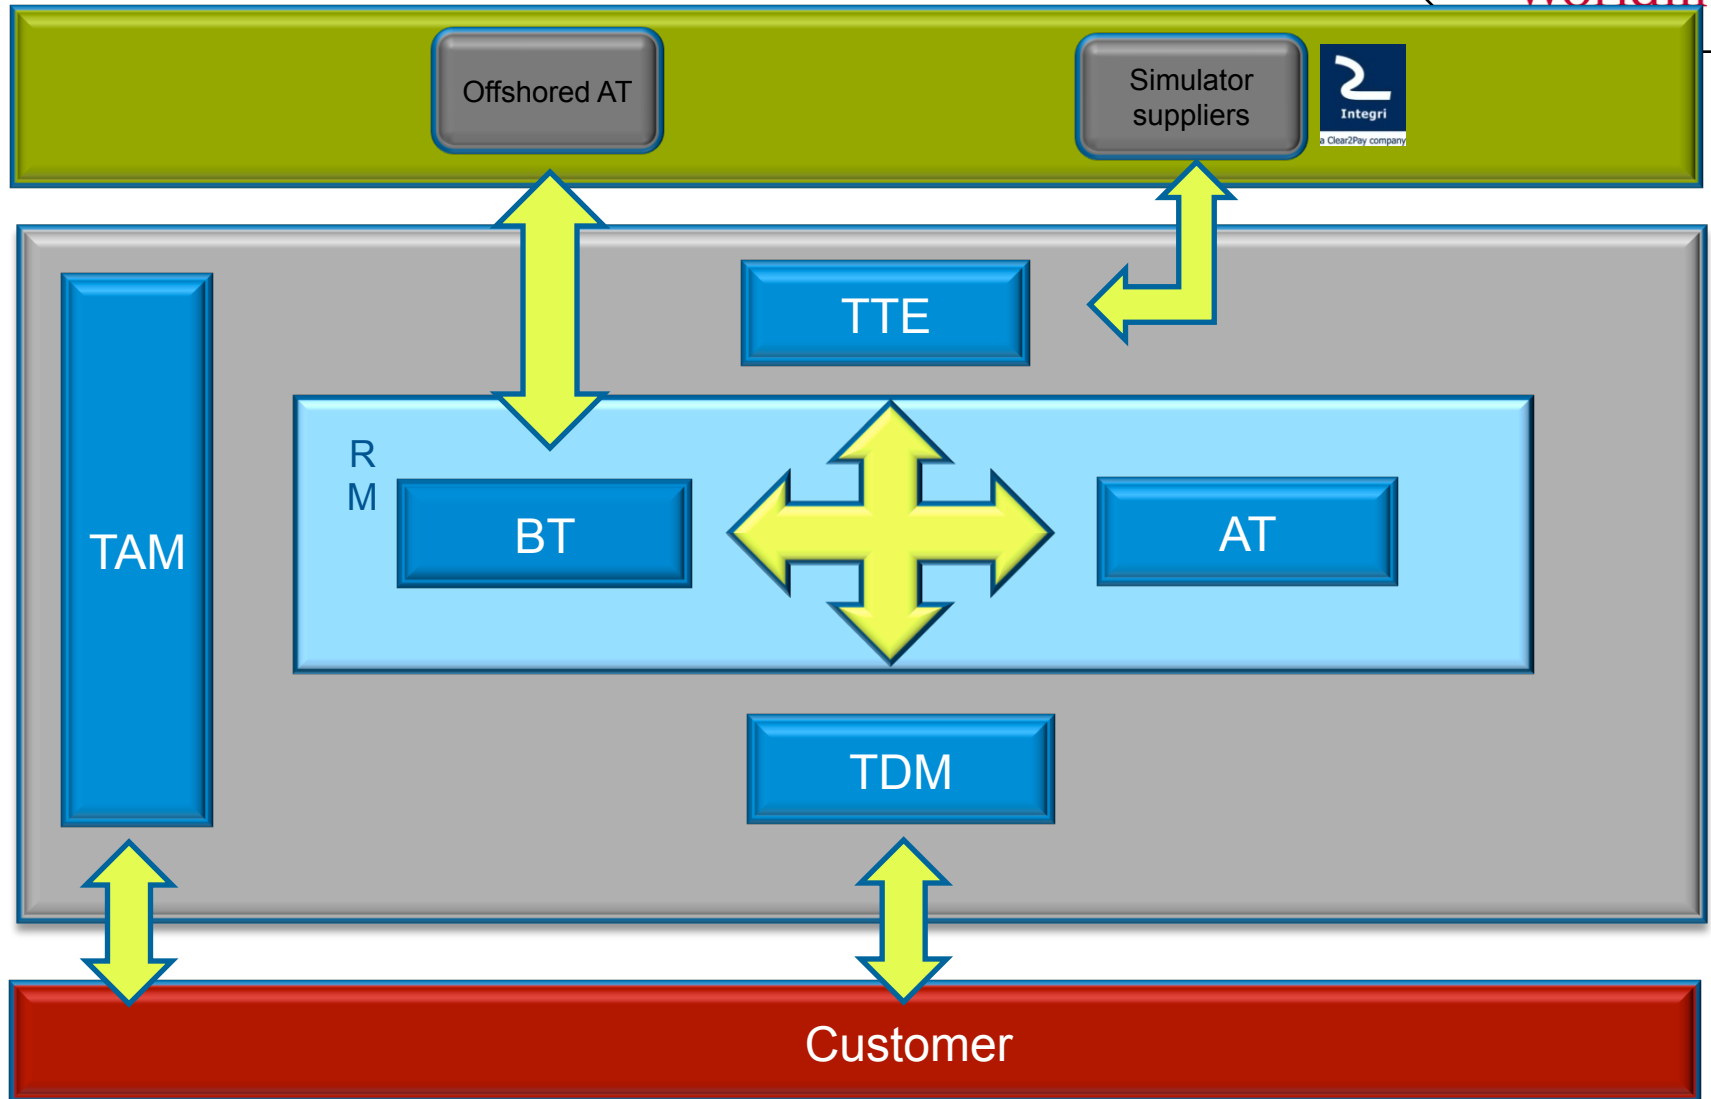 Offshored AT
Simulator
suppliers
Integri
a Clear2Pay company
TTE
R
M
TAM
BT
AT
TDM
Customer